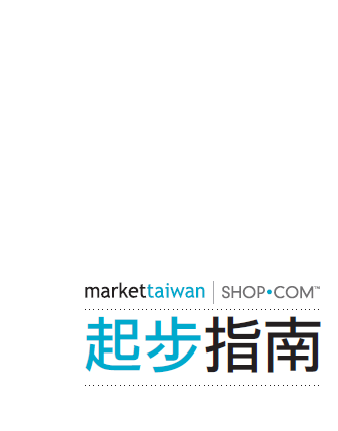 markettaiwan | SHOP•COM™
起步指南